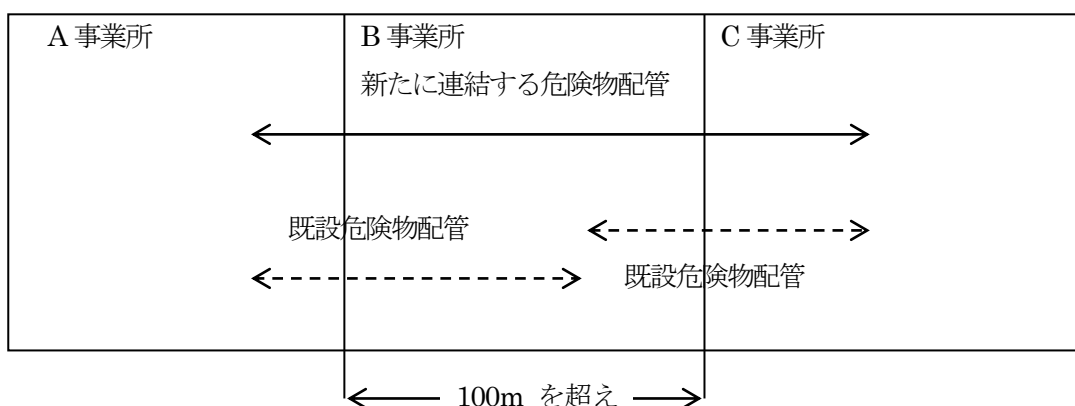 A 事業所
B 事業所
C 事業所
新たに連結する危険物配管
既設危険物配管
既設危険物配管
100m を超え